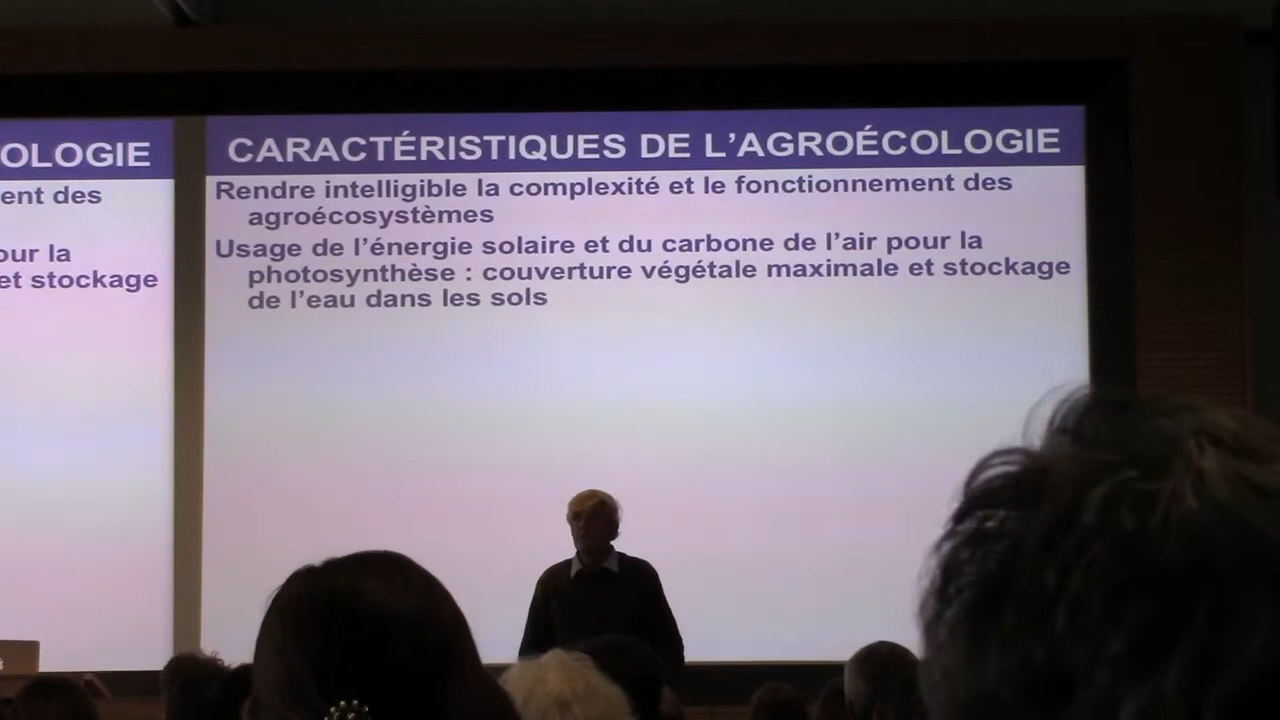 OLOGIE
ent des
our la
et stockage
CARACTÉRISTIQUES DE L'AGROÉCOLOGIE
Rendre intelligible la complexité et le fonctionnement des
agroécosystèmes
Usage de l'énergie solaire et du carbone de l'air pour la
photosynthèse : couverture végétale maximale et stockage
de l'eau dans les sols